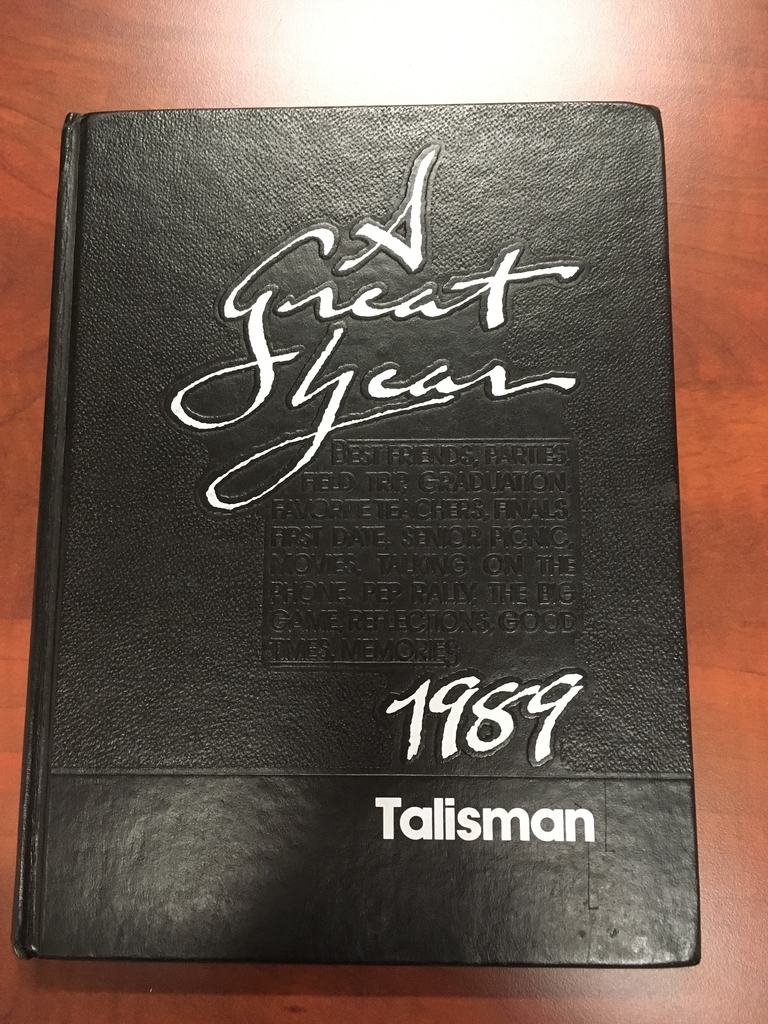 A
Great
Year
BEST FRIENDS, PARTIES,
FIELD TRIP, GRADUATION,
FAVORITE TEACHERS, FINALS
FIRST DATE, SENIOR PICNIC,
MOVIES, TALKING ON THE
PHONE, PEP RALLY, THE BIG
GAME, REFLECTIONS, GOOD
TIMES, MEMORIES
1989
Talisman